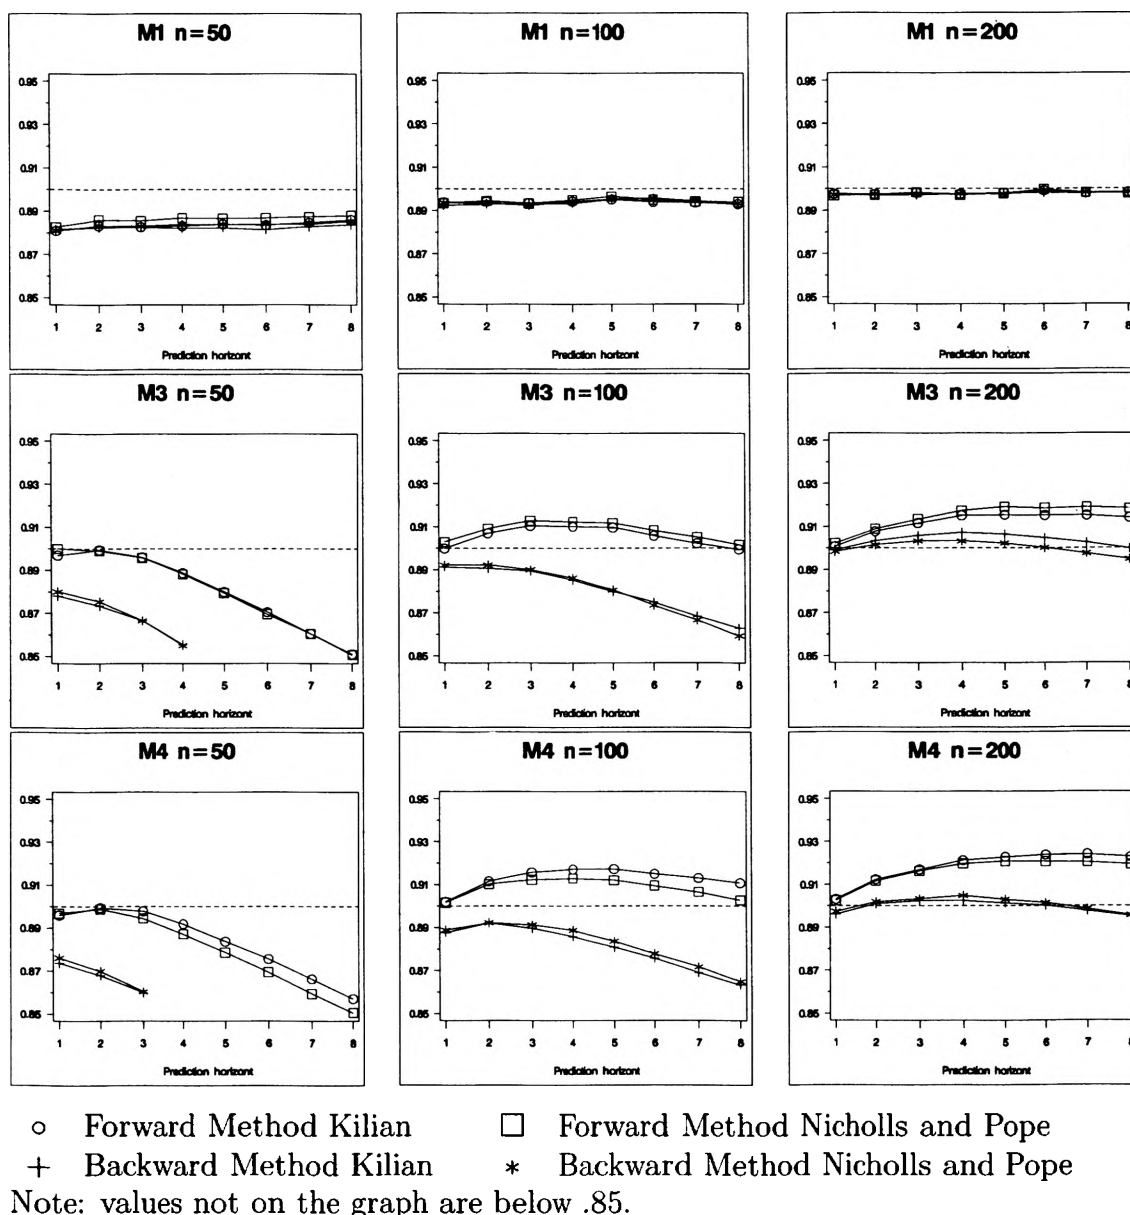 M1 n=50 M1 n=100 M1 n=200
0.95 0.95 0.95
0.93 0.93 0.93
0.91 0.91 0.91
0.89 0.89 0.89
0.87 0.87 0.87
0.85 0.85 0.85
1 2 3 4 5 6 7 8 1 2 3 4 5 6 7 8 1 2 3 4 5 6 7 8
Prediction horizont Prediction horizont Prediction horizont
M3 n=50 M3 n=100 M3 n=200
0.95 0.95 0.95
0.93 0.93 0.93
0.91 0.91 0.91
0.89 0.89 0.89
0.87 0.87 0.87
0.85 0.85 0.85
1 2 3 4 5 6 7 8 1 2 3 4 5 6 7 8 1 2 3 4 5 6 7 8
Prediction horizont Prediction horizont Prediction horizont
M4 n=50 M4 n=100 M4 n=200
0.95 0.95 0.95
0.93 0.93 0.93
0.91 0.91 0.91
0.89 0.89 0.89
0.87 0.87 0.87
0.85 0.85 0.85
1 2 3 4 5 6 7 8 1 2 3 4 5 6 7 8 1 2 3 4 5 6 7 8
Prediction horizont Prediction horizont Prediction horizont
○ Forward Method Kilian □ Forward Method Nicholls and Pope
+ Backward Method Kilian * Backward Method Nicholls and Pope
Note: values not on the graph are below .85.